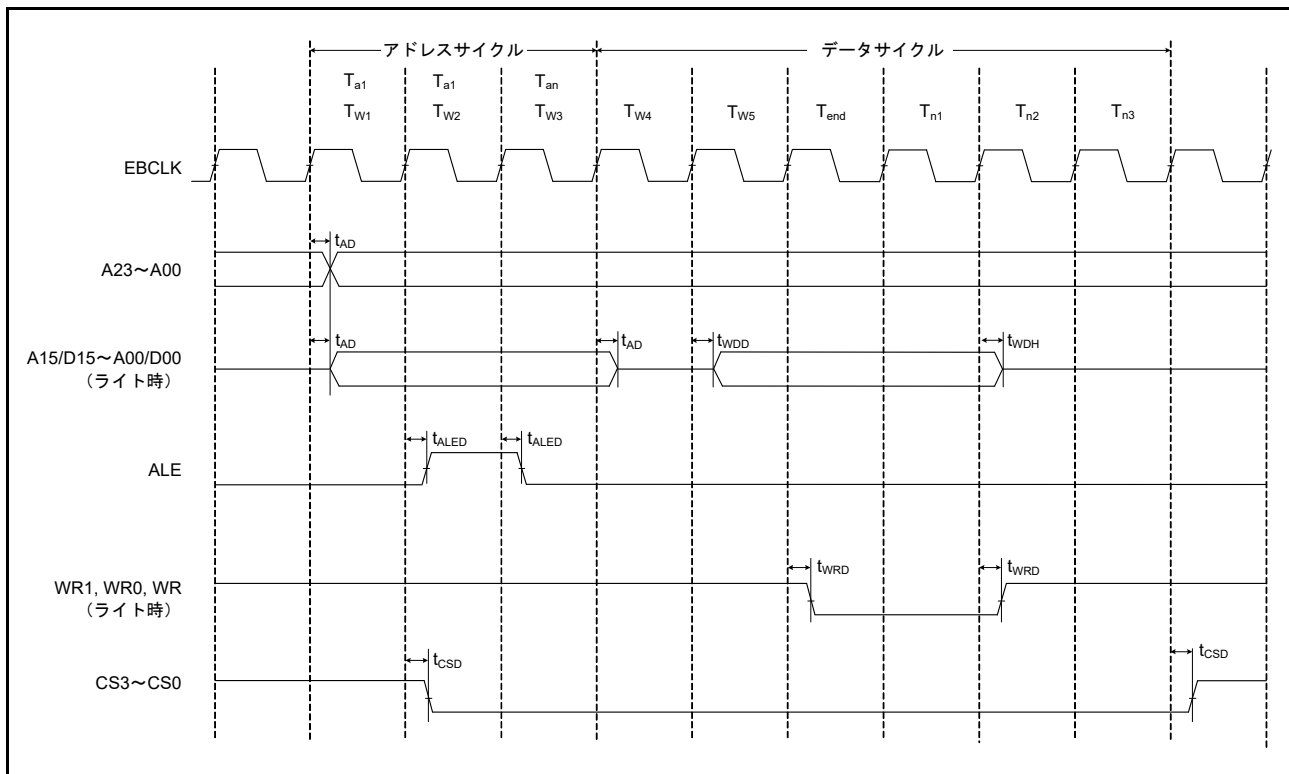 アドレスサイクル データサイクル
Ta1 Ta1 Tan
TW1 TW2 TW3 TW4 TW5 Tend Tn1 Tn2 Tn3
EBCLK
tAD
A23～A00
tAD tAD tWDD tWDH
A15/D15～A00/D00
（ライト時）
tALED tALED
ALE
tWRD tWRD
WR1, WR0, WR
（ライト時）
tCSD tCSD
CS3～CS0